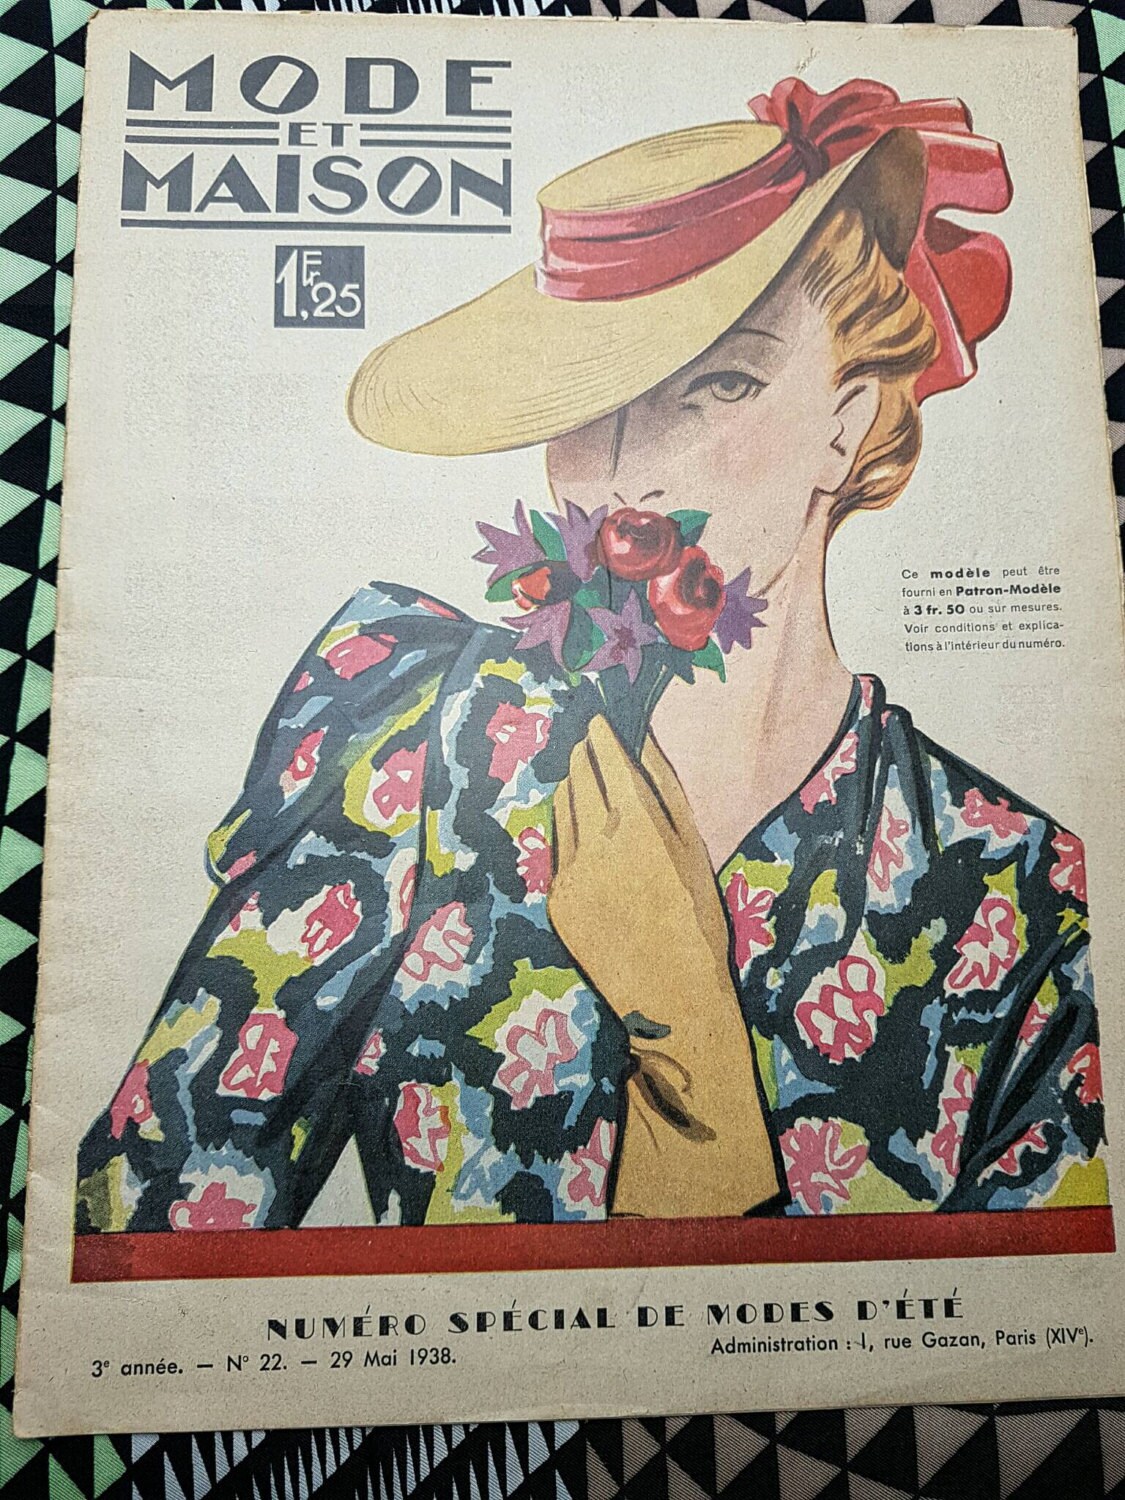 MODE
ET
MAISON
1Fr,25
Ce modèle peut être
fourni en Patron-Modèle
à 3 fr. 50 ou sur mesures.
Voir conditions et explica-
tions à l'intérieur du numéro.
NUMÉRO SPÉCIAL DE MODES D'ÉTÉ
3e année. — N° 22. — 29 Mai 1938.
Administration : 1, rue Gazan, Paris (XIVe).